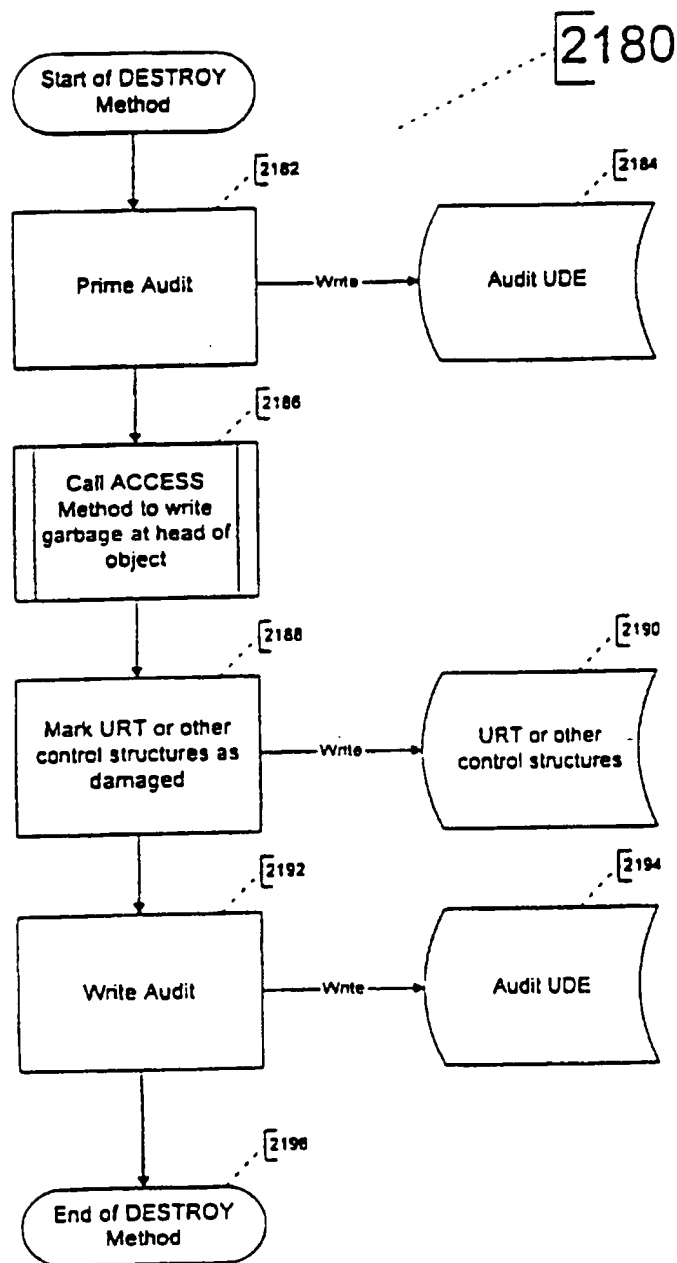 2180
Start of DESTROY
Method
2182
Prime Audit
Write
2184
Audit UDE
2186
Call ACCESS
Method to write
garbage at head of
object
2188
Mark URT or other
control structures as
damaged
Write
2190
URT or other
control structures
2192
Write Audit
Write
2194
Audit UDE
2196
End of DESTROY
Method